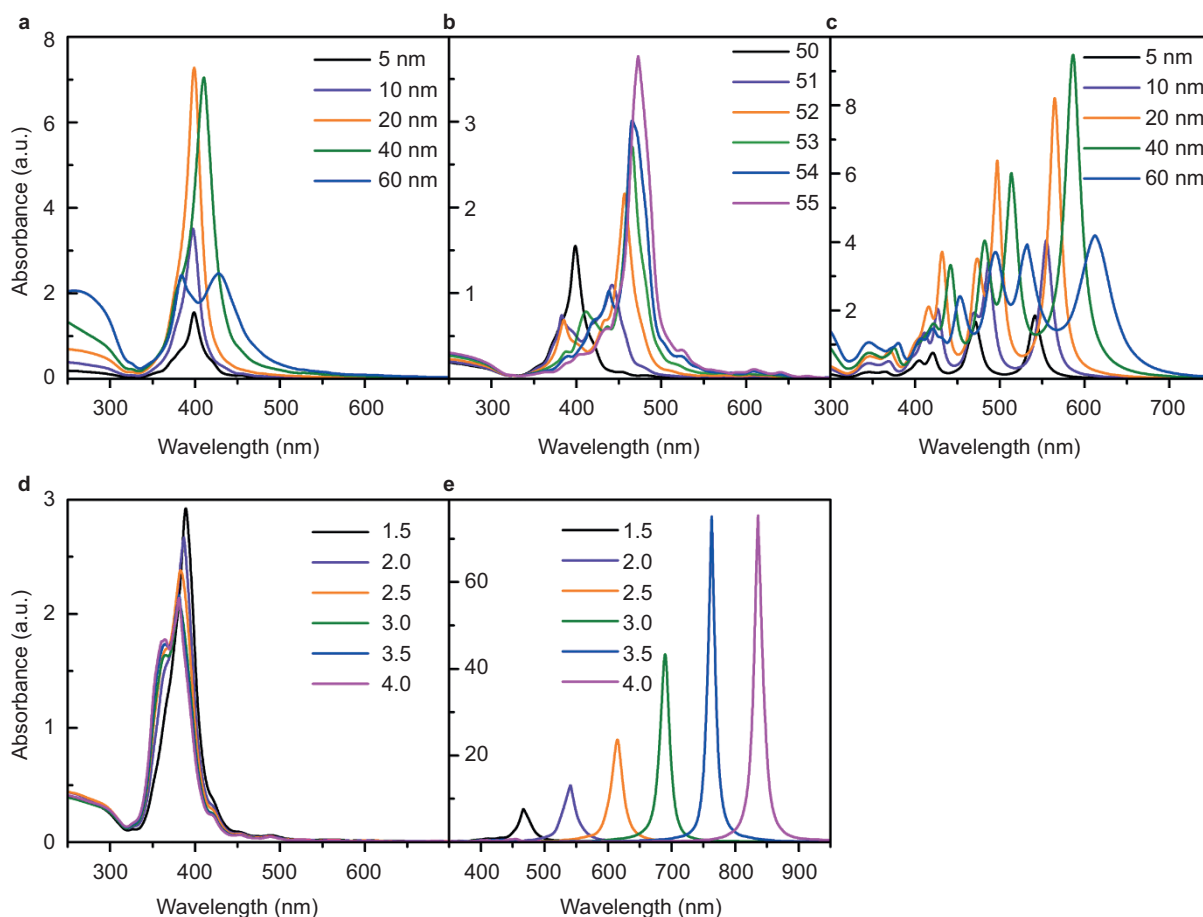 a
b
c
8
6
4
2
0
Absorbance (a.u.)
5 nm
10 nm
20 nm
40 nm
60 nm
300 400 500 600
Wavelength (nm)
3
2
1
50
51
52
53
54
55
300 400 500 600
Wavelength (nm)
8
6
4
2
5 nm
10 nm
20 nm
40 nm
60 nm
300 400 500 600 700
Wavelength (nm)
d
e
3
2
1
0
Absorbance (a.u.)
1.5
2.0
2.5
3.0
3.5
4.0
300 400 500 600
Wavelength (nm)
60
40
20
1.5
2.0
2.5
3.0
3.5
4.0
400 500 600 700 800 900
Wavelength (nm)